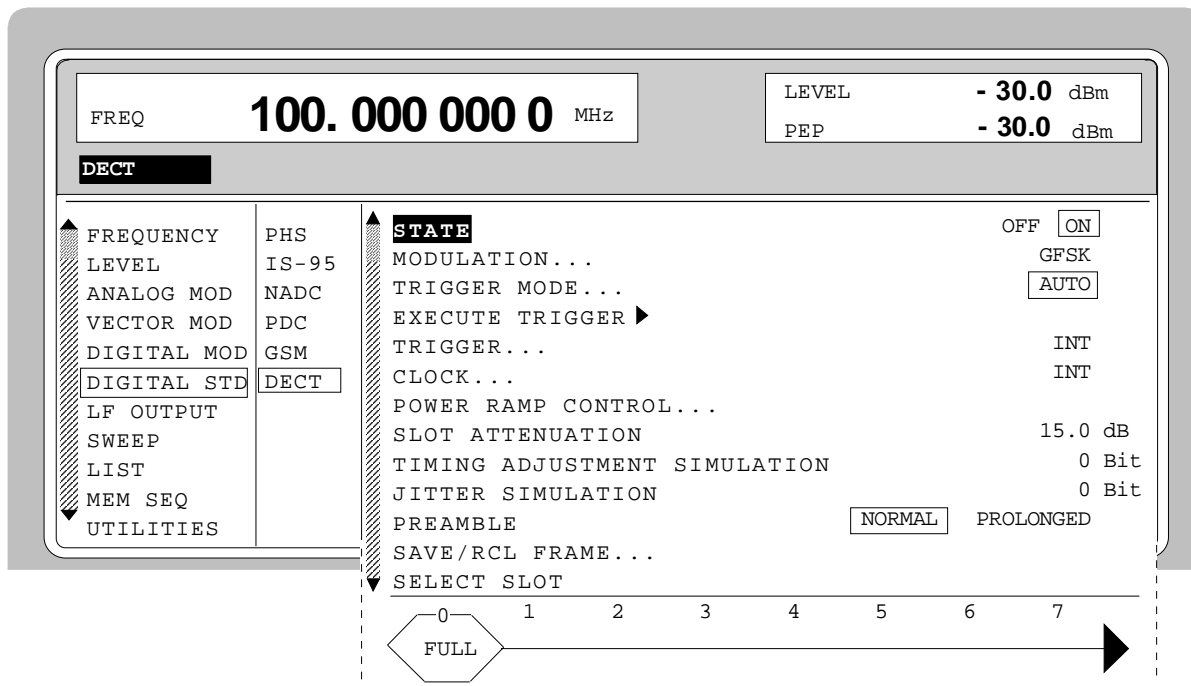 FREQ 100. 000 000 0 MHz
LEVEL - 30.0 dBm
PEP - 30.0 dBm
DECT
FREQUENCY
LEVEL
ANALOG MOD
VECTOR MOD
DIGITAL MOD
DIGITAL STD
LF OUTPUT
SWEEP
LIST
MEM SEQ
UTILITIES
PHS
IS-95
NADC
PDC
GSM
DECT
STATE OFF ON
MODULATION... GFSK
TRIGGER MODE... AUTO
EXECUTE TRIGGER
TRIGGER... INT
CLOCK... INT
POWER RAMP CONTROL...
SLOT ATTENUATION 15.0 dB
TIMING ADJUSTMENT SIMULATION 0 Bit
JITTER SIMULATION 0 Bit
PREAMBLE NORMAL PROLONGED
SAVE/RCL FRAME...
SELECT SLOT
0 1 2 3 4 5 6 7
FULL